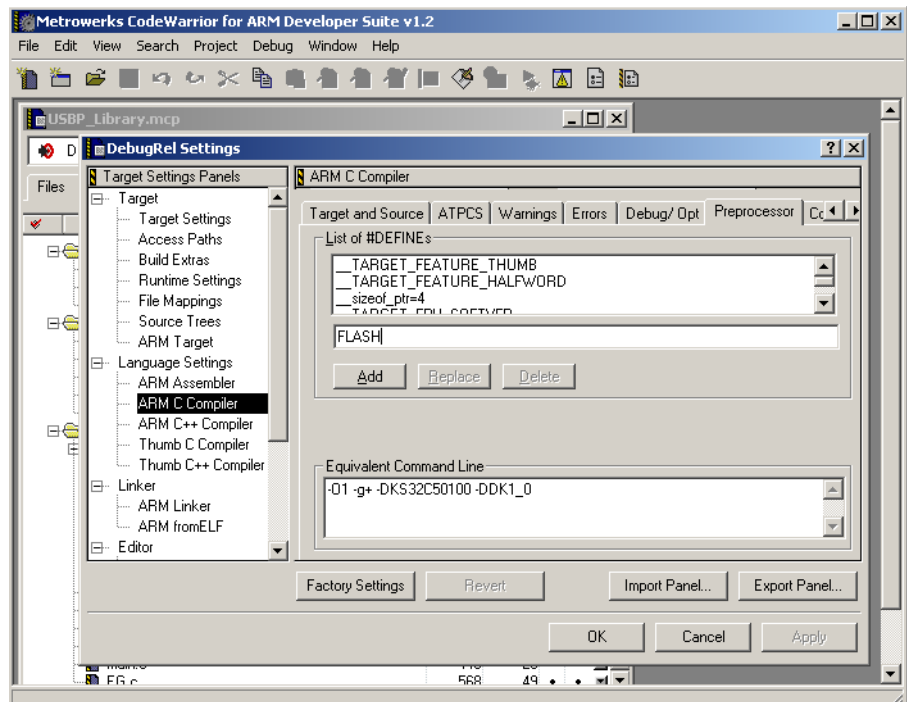 Metrowerks CodeWarrior for ARM Developer Suite v1.2
File Edit View Search Project Debug Window Help
USBP_Library.mcp
D
DebugRel Settings
Files
Target Settings Panels
Target
Target Settings
Access Paths
Build Extras
Runtime Settings
File Mappings
Source Trees
ARM Target
Language Settings
ARM Assembler
ARM C Compiler
ARM C++ Compiler
Thumb C Compiler
Thumb C++ Compiler
Linker
ARM Linker
ARM fromELF
Editor
ARM C Compiler
Target and Source ATPCS Warnings Errors Debug/ Opt Preprocessor
List of #DEFINEs
__TARGET_FEATURE_THUMB
__TARGET_FEATURE_HALFWORD
__sizeof_ptr=4
FLASH
Add Replace Delete
Equivalent Command Line
-O1 -g+ -DKS32C50100 -DDK1_0
Factory Settings Revert Import Panel... Export Panel...
OK Cancel Apply
568 49